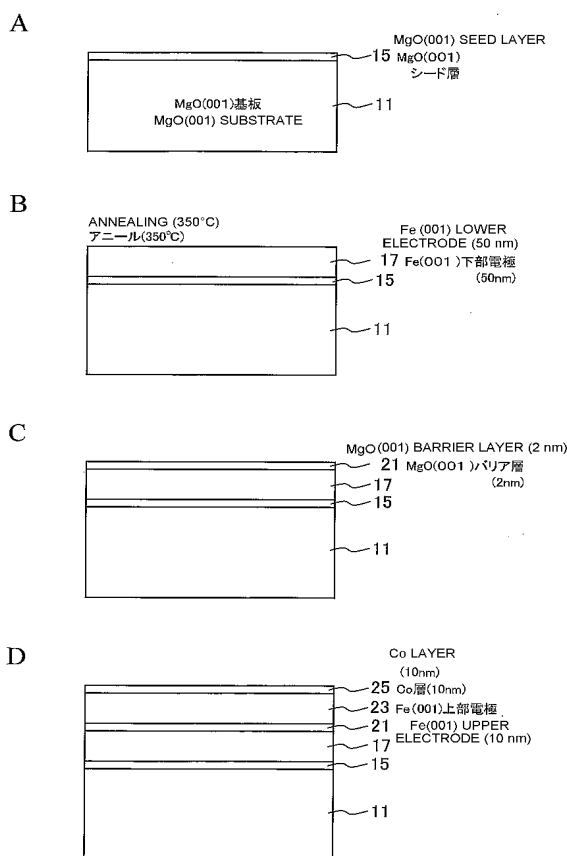 A
MgO(001) SEED LAYER
15 MgO(001)
シード層
11
MgO(001)基板
MgO(001) SUBSTRATE
B
ANNEALING (350°C)
アニール(350℃)
Fe (001) LOWER
ELECTRODE (50 nm)
17 Fe(001)下部電極
(50nm)
15
11
C
MgO(001) BARRIER LAYER (2 nm)
21 MgO(001)バリア層
(2nm)
17
15
11
D
Co LAYER
(10nm)
25 Co層(10nm)
23 Fe(001)上部電極
21 Fe(001) UPPER
17 ELECTRODE (10 nm)
15
11